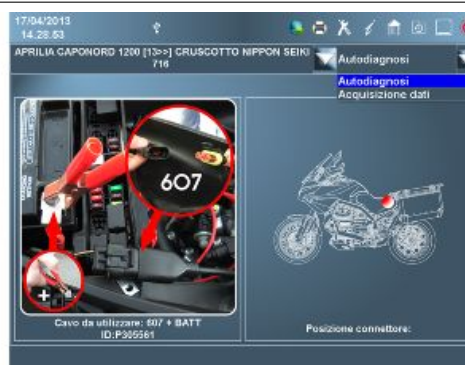 17/04/2013
14.28.53
APRILIA CAPONORD 1200 [13>>] CRUSCOTTO NIPPON SEIKI
716
Autodiagnosi
Autodiagnosi
Acquisizione dati
607
Cavo da utilizzare: 607 + BATT
ID:P305561
Posizione connettore: